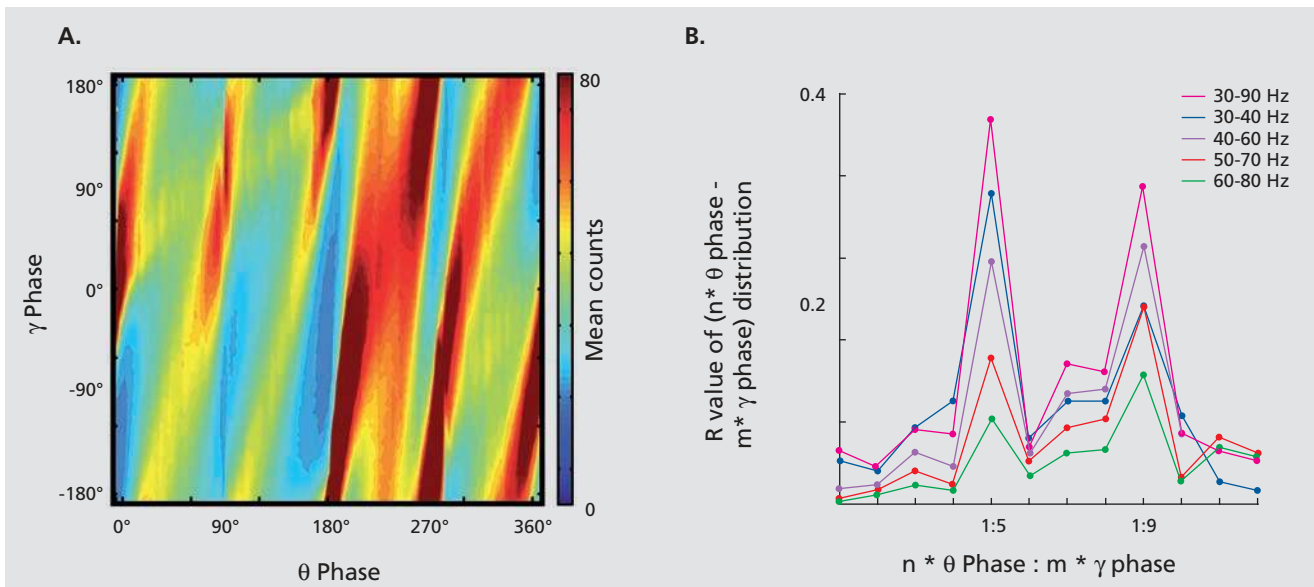 A.
180°
90°
0°
-90°
-180°
γ Phase
0°
90°
180°
270°
360°
θ Phase
80
0
Mean counts
B.
0.4
0.2
R value of (n* θ phase -
m* γ phase) distribution
30-90 Hz
30-40 Hz
40-60 Hz
50-70 Hz
60-80 Hz
1:5
1:9
n * θ Phase : m * γ phase